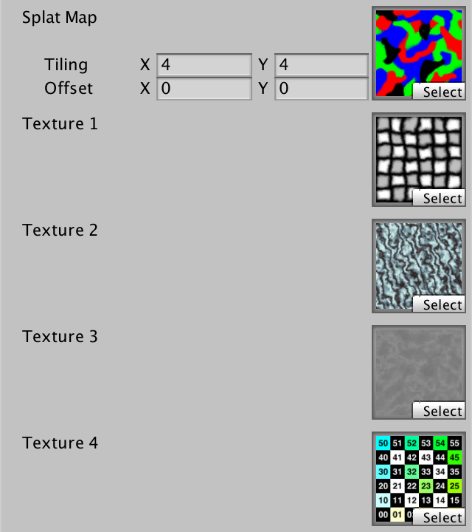 Splat Map
Tiling X 4 Y 4
Offset X 0 Y 0
Select
Texture 1
Select
Texture 2
Select
Texture 3
Select
Texture 4
50 51 52 53 54 55
40 41 42 43 44 45
30 31 32 33 34 35
20 21 22 23 24 25
10 11 12 13 14 15
00 01
Select